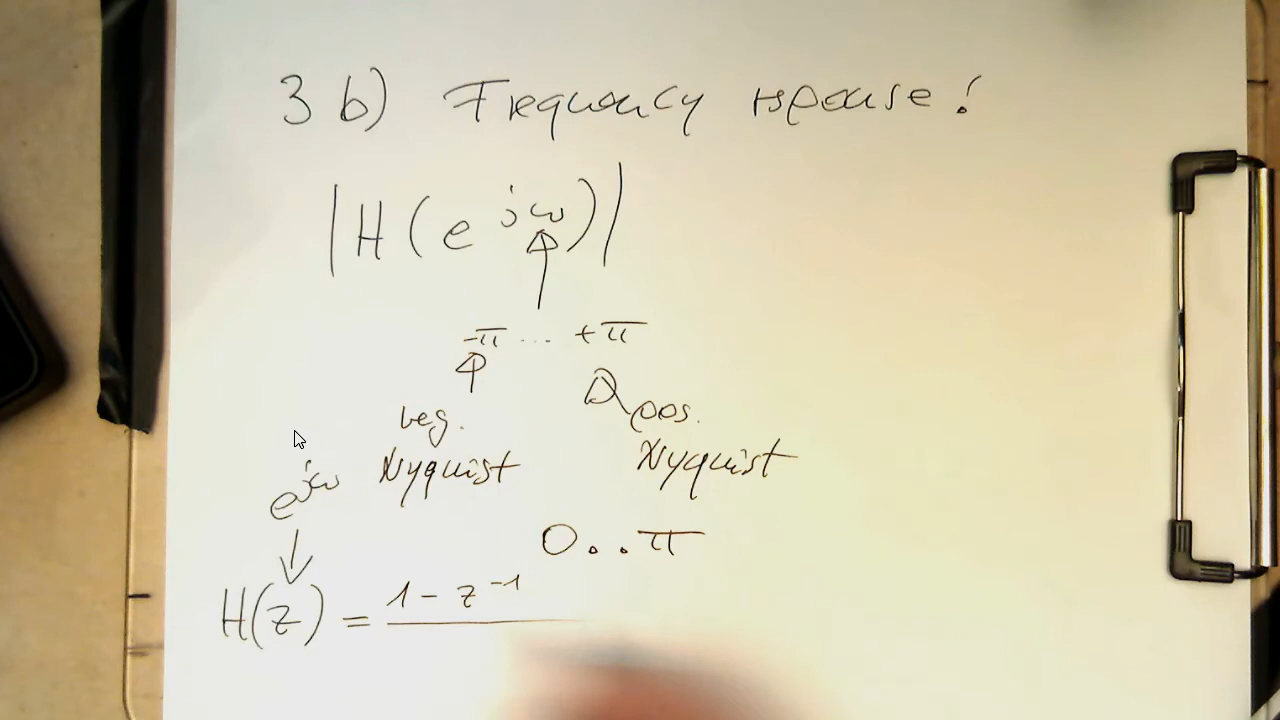 3 b) Frequency response!
|H(e^jω)|
-π ... +π
neg. pos.
Nyquist Nyquist
e^jω
0..π
H(z) = 1 - z^-1